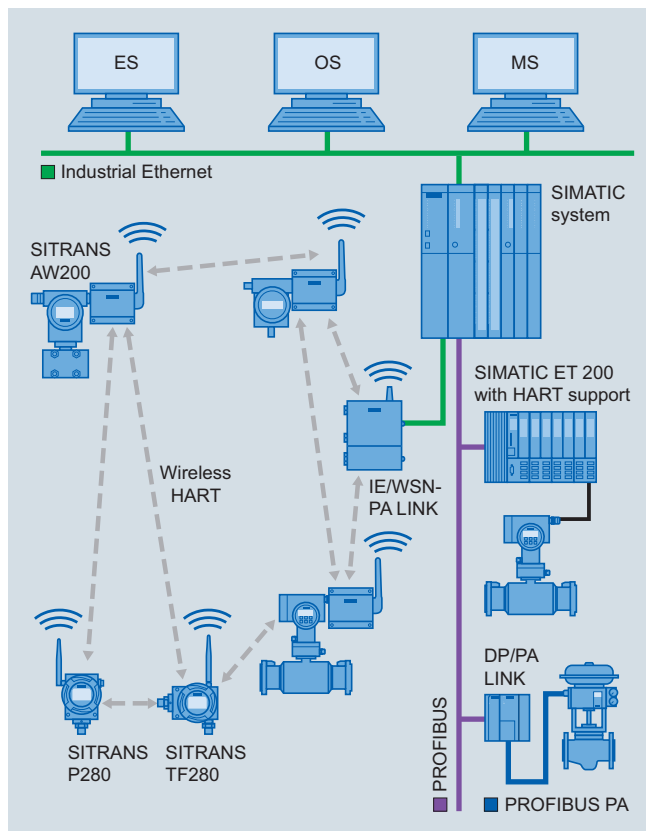 ES
OS
MS
Industrial Ethernet
SIMATIC
system
SITRANS
AW200
SIMATIC ET 200
with HART support
Wireless
HART
IE/WSN-
PA LINK
DP/PA
LINK
SITRANS
P280
SITRANS
TF280
PROFIBUS
PROFIBUS PA